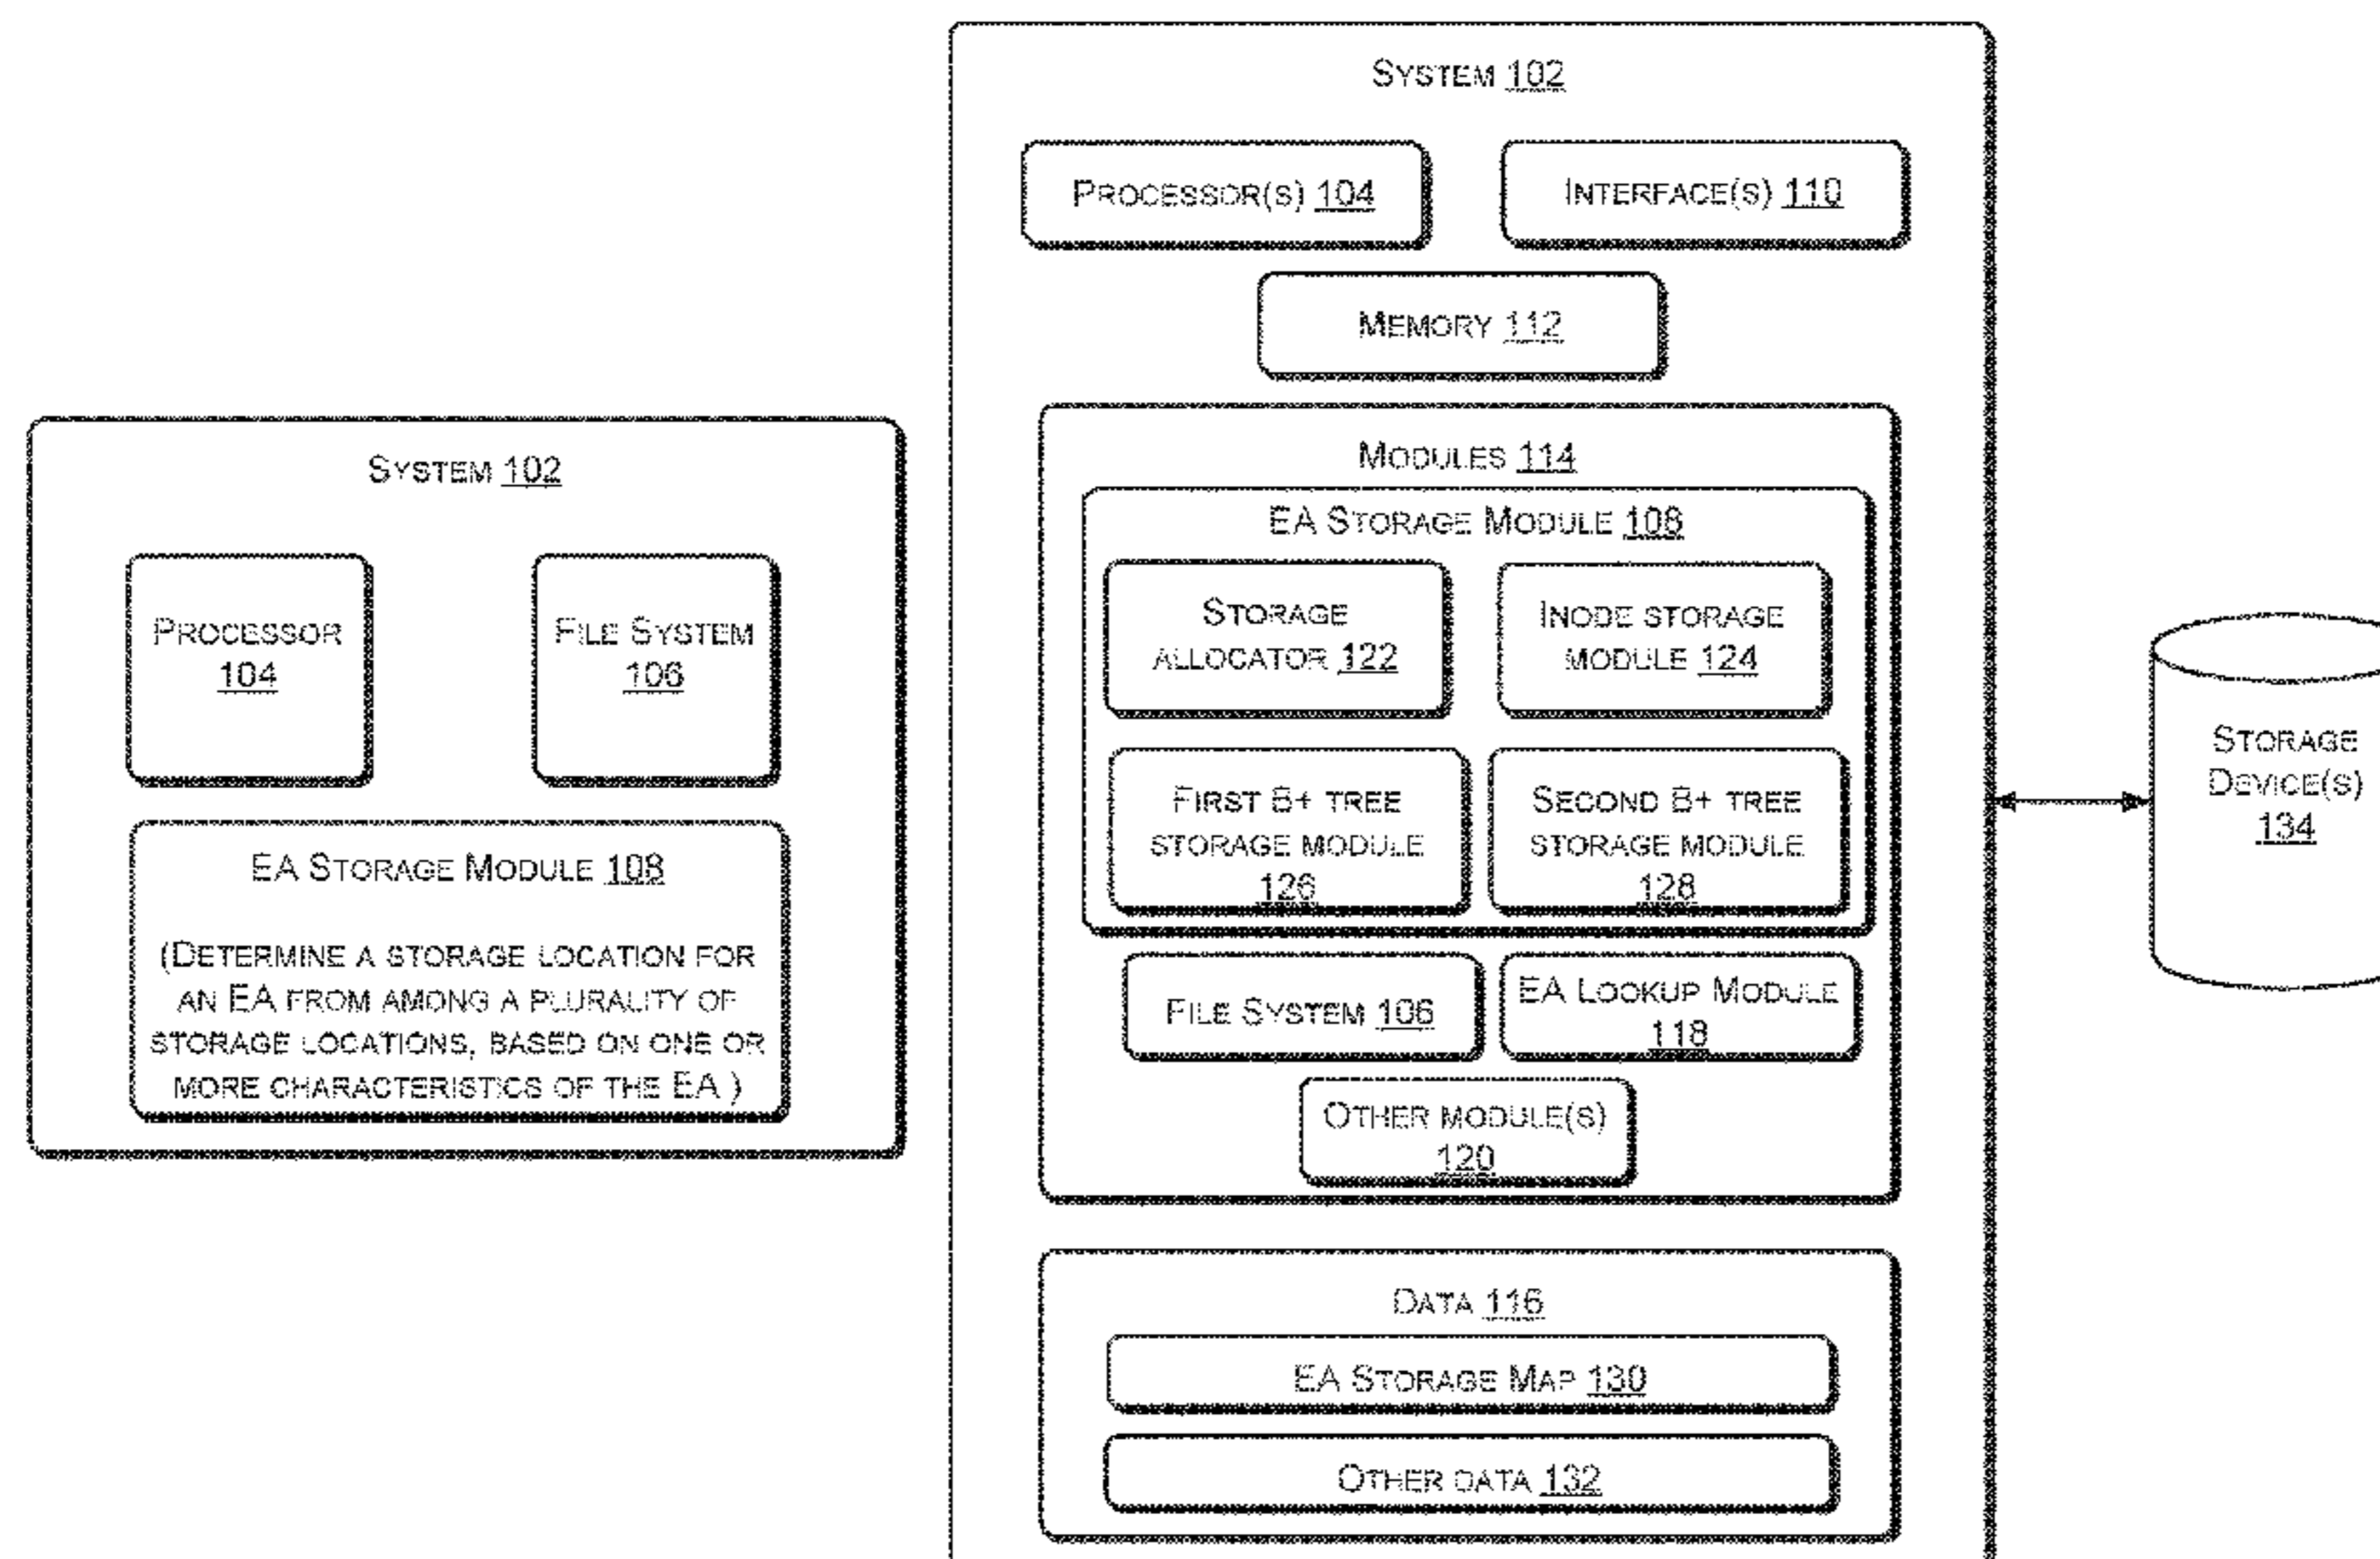 System 102
Processor
104
File System
106
EA Storage Module 108
(Determine a storage location for
an EA from among a plurality of
storage locations, based on one or
more characteristics of the EA )
System 102
Processor(s) 104
Interface(s) 110
Memory 112
Modules 114
EA Storage Module 108
Storage
allocator 122
Inode storage
module 124
First B+ tree
storage module
126
Second B+ tree
storage module
128
File System 106
EA Lookup Module
118
Other module(s)
120
Data 116
EA Storage Map 130
Other data 132
Storage
Device(s)
134